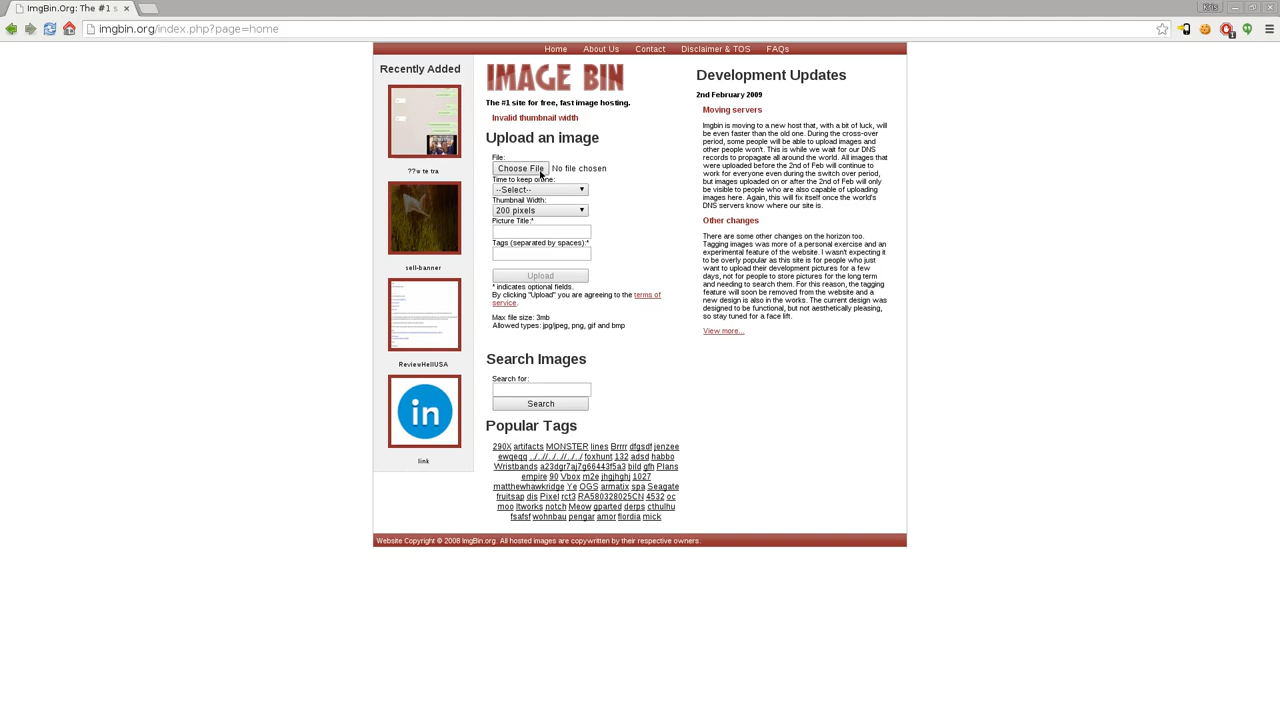 ImgBin.Org: The #1 s
Kris
imgbin.org/index.php?page=home
Home About Us Contact Disclaimer & TOS FAQs
Recently Added
??w te tra
sell-banner
ReviewHellUSA
in
link
IMAGE BIN
The #1 site for free, fast image hosting.
Invalid thumbnail width
Upload an image
File:
Choose File No file chosen
--Select--
Thumbnail Width:
200 pixels
Picture Title:*
Tags (separated by spaces):*
Upload
* indicates optional fields.
By clicking "Upload" you are agreeing to the terms of
service.
Max file size: 3mb
Allowed types: jpg/jpeg, png, gif and bmp
Search Images
Search for:
Search
Popular Tags
290X artifacts MONSTER lines Brrrr dfgsdf jenzee
ewqeqq ../..//../..//../../ foxhunt 132 adsd habbo
Wristbands a23dgr7aj7g66443f5a3 bild gfh Plans
empire 90 Vbox m2e jhgjhghj 1027
matthewhawkridge Ye OGS armatix spa Seagate
fruitsap dis Pixel rct3 RA580328025CN 4532 oc
moo Itworks notch Meow gparted derps cthulhu
fsafsf wohnbau pengar amor flordia mick
Development Updates
2nd February 2009
Moving servers
Imgbin is moving to a new host that, with a bit of luck, will
be even faster than the old one. During the cross-over
period, some people will be able to upload images and
other people won't. This is while we wait for our DNS
records to propagate all around the world. All images that
were uploaded before the 2nd of Feb will continue to
work for everyone even during the switch over period,
but images uploaded on or after the 2nd of Feb will only
be visible to people who are also capable of uploading
images here. Again, this will fix itself once the world's
DNS servers know where our site is.
Other changes
There are some other changes on the horizon too.
Tagging images was more of a personal exercise and an
experimental feature of the website. I wasn't expecting it
to be overly popular as this site is for people who just
want to upload their development pictures for a few
days, not for people to store pictures for the long term
and needing to search them. For this reason, the tagging
feature will soon be removed from the website and a
new design is also in the works. The current design was
designed to be functional, but not aesthetically pleasing,
so stay tuned for a face lift.
View more...
Website Copyright © 2008 ImgBin.org. All hosted images are copywritten by their respective owners.